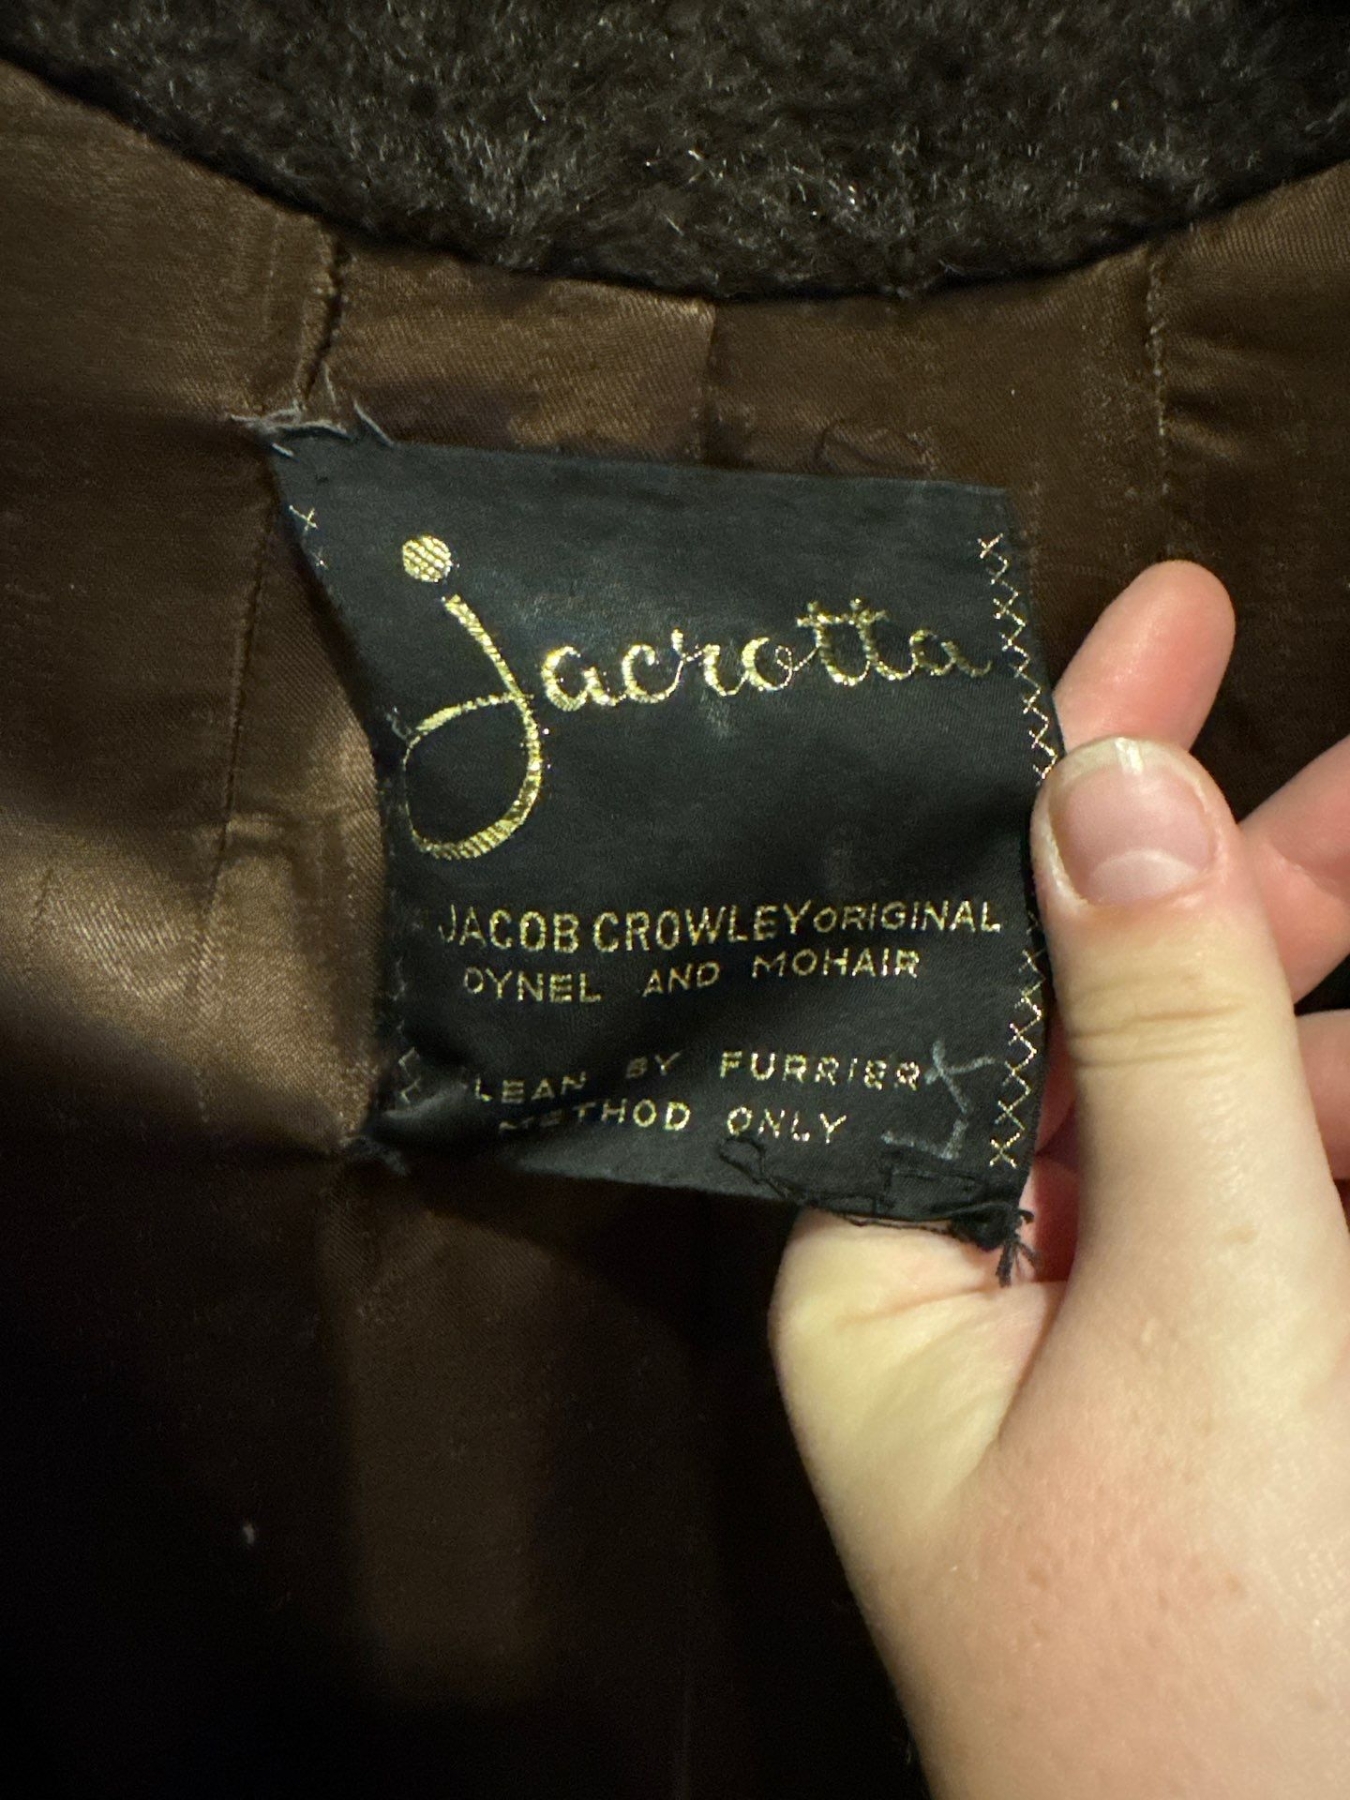 jacrotta
JACOB CROWLEY ORIGINAL
DYNEL AND MOHAIR
LEAN BY FURRIER
METHOD ONLY